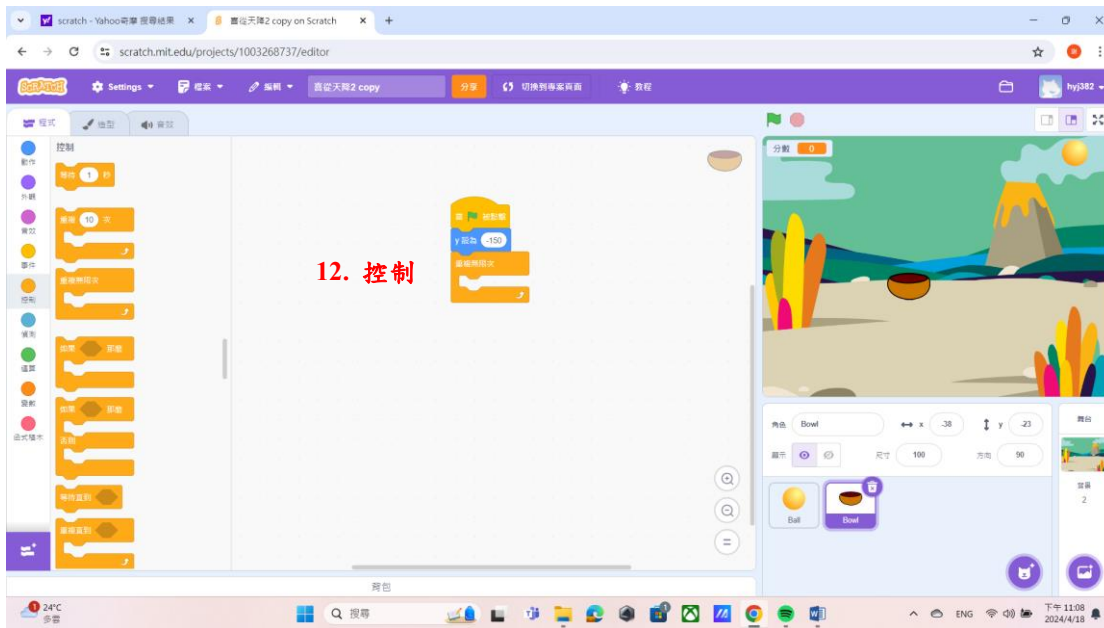 scratch - Yahoo奇摩 搜尋結果
喜從天降2 copy on Scratch
scratch.mit.edu/projects/1003268737/editor
SCRATCH
Settings
檔案
編輯
喜從天降2 copy
分享
切換到專案頁面
教程
hyj382
程式
造型
音效
動作
外觀
音效
事件
控制
偵測
運算
變數
函式積木
控制
等待 1 秒
重複 10 次
重複無限次
如果 那麼
如果 那麼
否則
等待直到
重複直到
當 被點擊
y 設為 -150
重複無限次
12. 控制
分數 0
角色 Bowl x -38 y -23
顯示 尺寸 100 方向 90
Ball
Bowl
舞台
背景
2
背包
1
24°C
多雲
搜尋
ENG
下午 11:08
2024/4/18